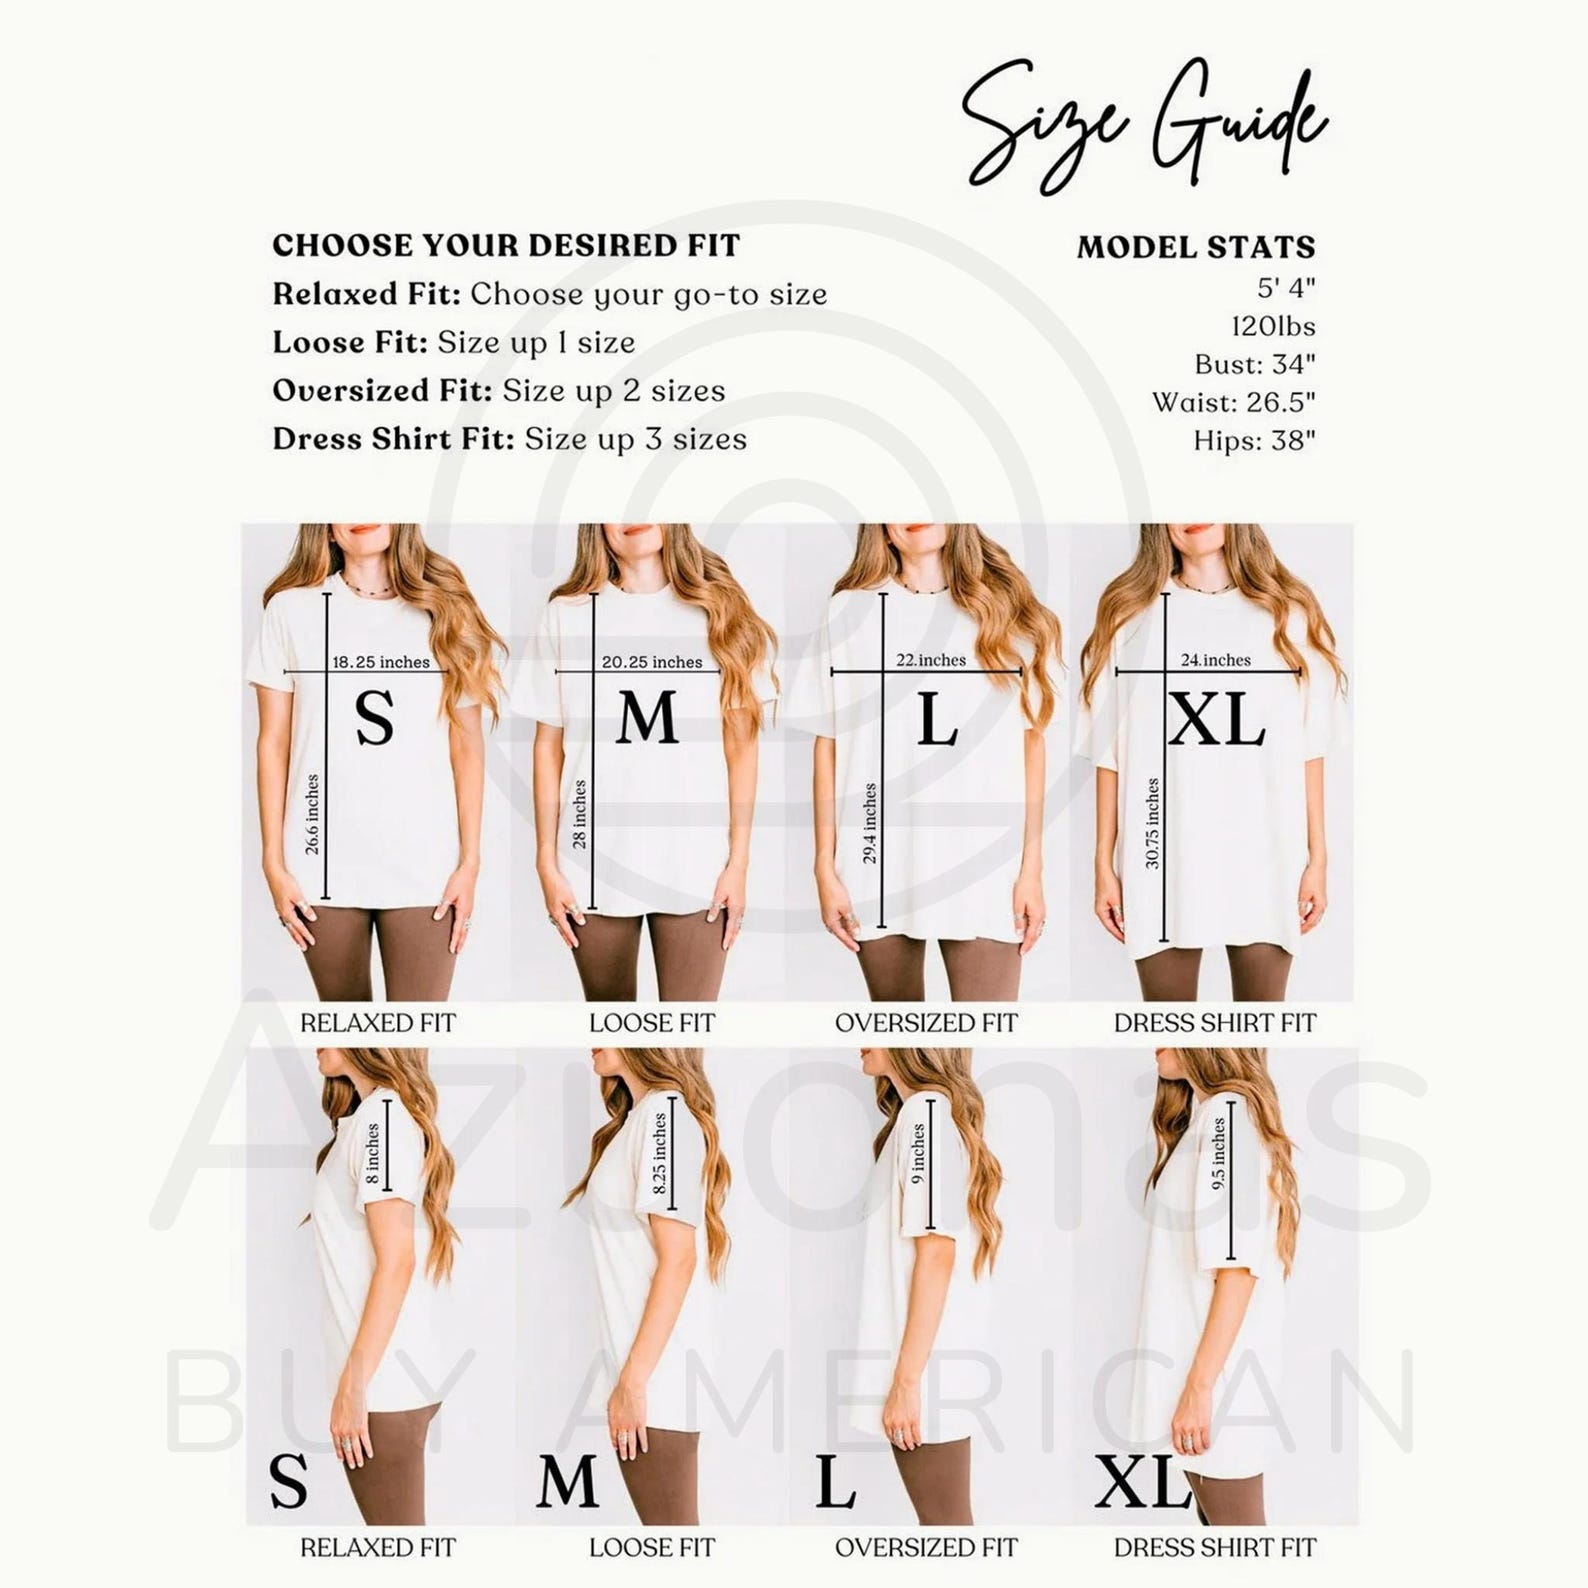 Size Guide
CHOOSE YOUR DESIRED FIT
Relaxed Fit: Choose your go-to size
Loose Fit: Size up 1 size
Oversized Fit: Size up 2 sizes
Dress Shirt Fit: Size up 3 sizes
MODEL STATS
5' 4"
120lbs
Bust: 34"
Waist: 26.5"
Hips: 38"
18.25 inches
S
26.6 inches
20.25 inches
M
28 inches
22.inches
L
29.4 inches
24.inches
XL
30.75 inches
RELAXED FIT
LOOSE FIT
OVERSIZED FIT
DRESS SHIRT FIT
8 inches
8.25 inches
9 inches
9.5 inches
BUY AMERICAN
S
M
L
XL
RELAXED FIT
LOOSE FIT
OVERSIZED FIT
DRESS SHIRT FIT